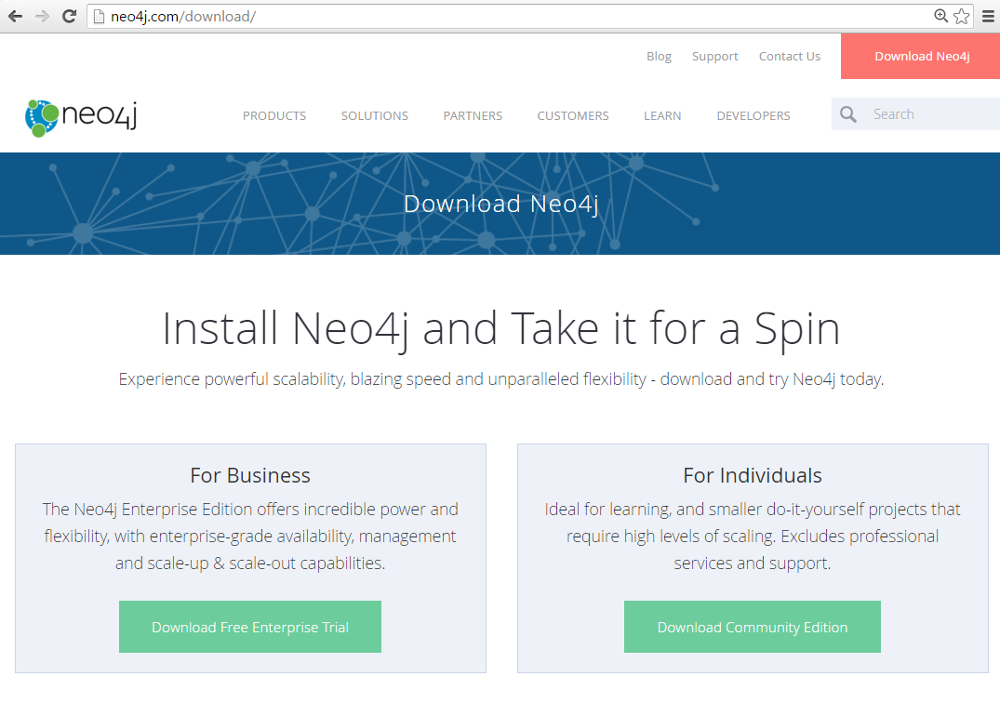 neo4j.com/download/
Blog Support Contact Us Download Neo4j
neo4j
PRODUCTS SOLUTIONS PARTNERS CUSTOMERS LEARN DEVELOPERS Search
Download Neo4j
Install Neo4j and Take it for a Spin
Experience powerful scalability, blazing speed and unparalleled flexibility - download and try Neo4j today.
For Business
The Neo4j Enterprise Edition offers incredible power and
flexibility, with enterprise-grade availability, management
and scale-up & scale-out capabilities.
Download Free Enterprise Trial
For Individuals
Ideal for learning, and smaller do-it-yourself projects that
require high levels of scaling. Excludes professional
services and support.
Download Community Edition